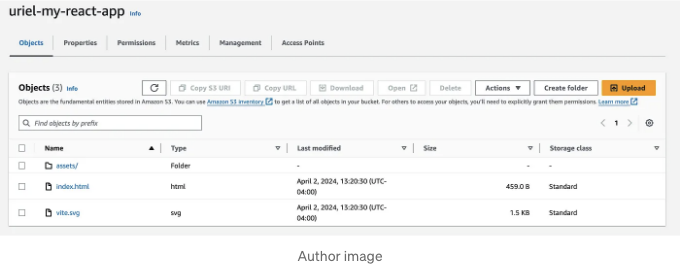 uriel-my-react-app Info
Objects Properties Permissions Metrics Management Access Points
Objects (3) Info Copy S3 URI Copy URL Download Open Delete Actions Create folder Upload
Objects are the fundamental entities stored in Amazon S3. You can use Amazon S3 inventory to get a list of all objects in your bucket. For others to access your objects, you'll need to explicitly grant them permissions. Learn more
Find objects by prefix 1
Name Type Last modified Size Storage class
assets/ Folder - - -
index.html html April 2, 2024, 13:20:30 (UTC-04:00) 459.0 B Standard
vite.svg svg April 2, 2024, 13:20:30 (UTC-04:00) 1.5 KB Standard
Author image